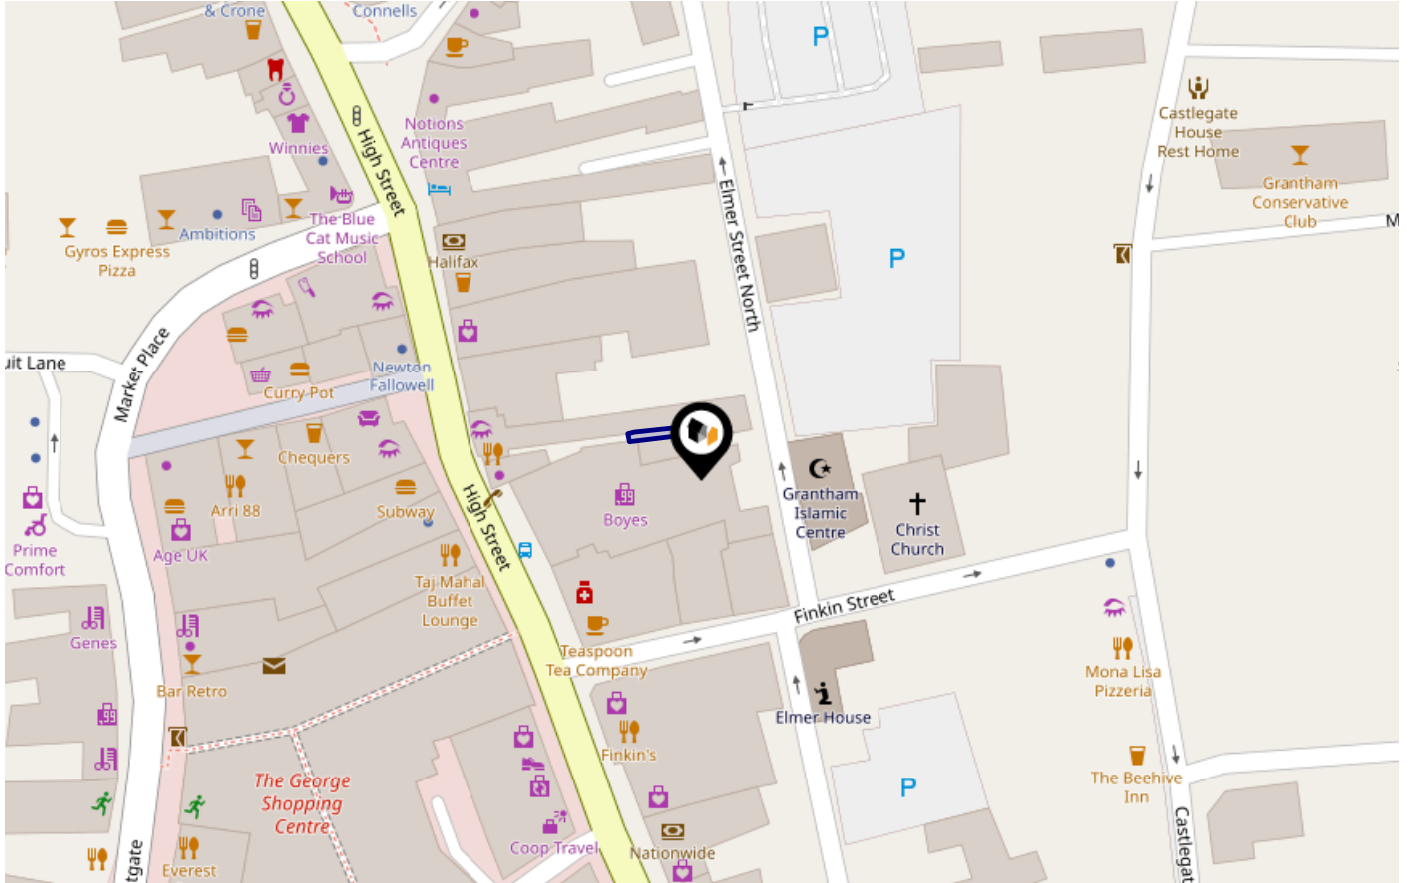 & Crone
Connells
P
Notions
Antiques
Centre
Winnies
High Street
Castlegate
House
Rest Home
Grantham
Conservative
Club
The Blue
Cat Music
School
Ambitions
Gyros Express
Pizza
Halifax
Elmer Street North
P
M
uit Lane
Market Place
Newton
Fallowell
Curry Pot
Chequers
Arri 88
Subway
High Street
99
Boyes
Grantham
Islamic
Centre
Christ
Church
Age UK
Prime
Comfort
Taj Mahal
Buffet
Lounge
Finkin Street
Genes
Teaspoon
Tea Company
Bar Retro
Mona Lisa
Pizzeria
Elmer House
99
Finkin's
The George
Shopping
Centre
P
The Beehive
Inn
Coop Travel
Nationwide
Everest
tgate
Castlegat